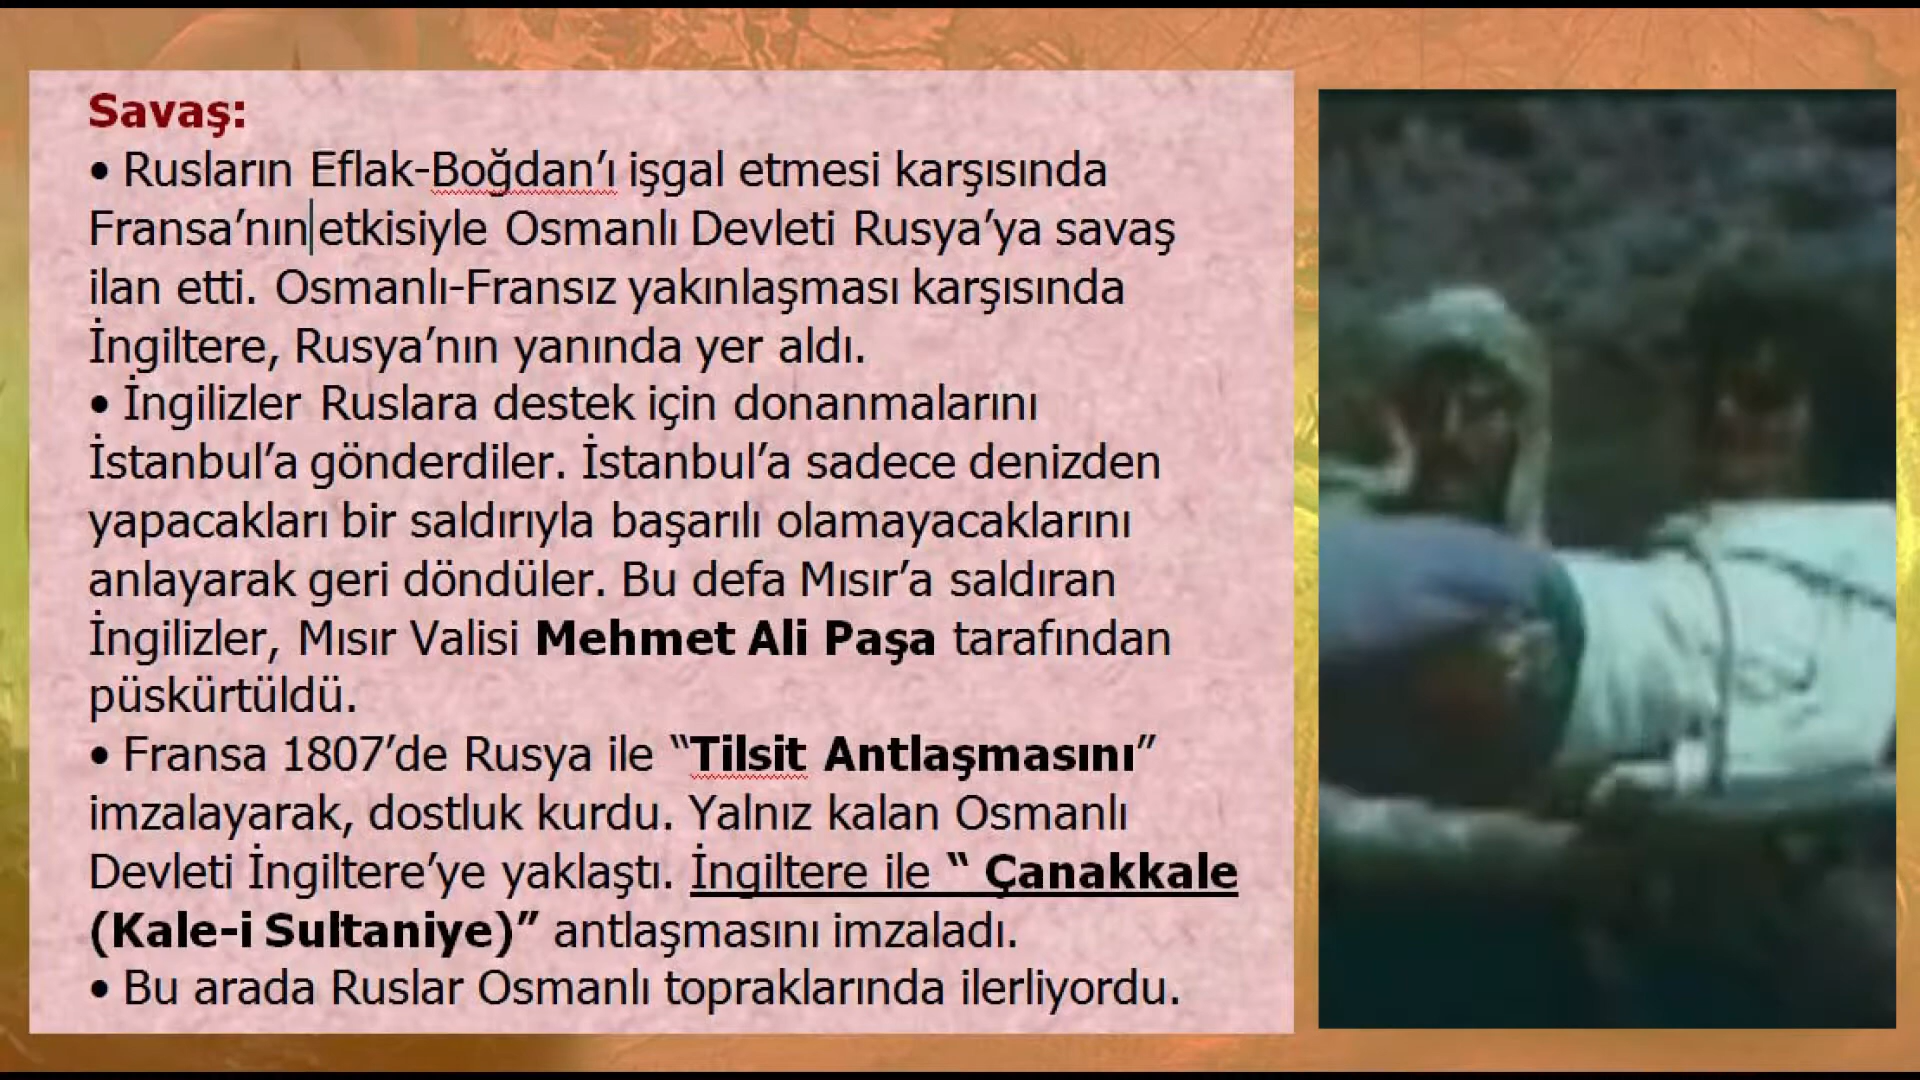 Savaş:
• Rusların Eflak-Boğdan’ı işgal etmesi karşısında
Fransa’nın etkisiyle Osmanlı Devleti Rusya’ya savaş
ilan etti. Osmanlı-Fransız yakınlaşması karşısında
İngiltere, Rusya’nın yanında yer aldı.
• İngilizler Ruslara destek için donanmalarını
İstanbul’a gönderdiler. İstanbul’a sadece denizden
yapacakları bir saldırıyla başarılı olamayacaklarını
anlayarak geri döndüler. Bu defa Mısır’a saldıran
İngilizler, Mısır Valisi Mehmet Ali Paşa tarafından
püskürtüldü.
• Fransa 1807’de Rusya ile “Tilsit Antlaşmasını”
imzalayarak, dostluk kurdu. Yalnız kalan Osmanlı
Devleti İngiltere’ye yaklaştı. İngiltere ile “ Çanakkale
(Kale-i Sultaniye)” antlaşmasını imzaladı.
• Bu arada Ruslar Osmanlı topraklarında ilerliyordu.